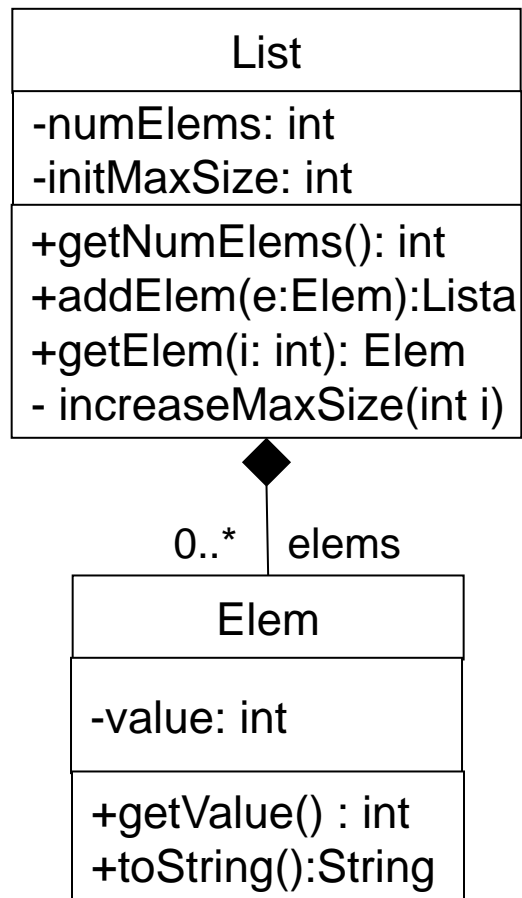 List
-numElems: int
-initMaxSize: int
+getNumElems(): int
+addElem(e:Elem):Lista
+getElem(i: int): Elem
- increaseMaxSize(int i)
0..* elems
Elem
-value: int
+getValue() : int
+toString():String